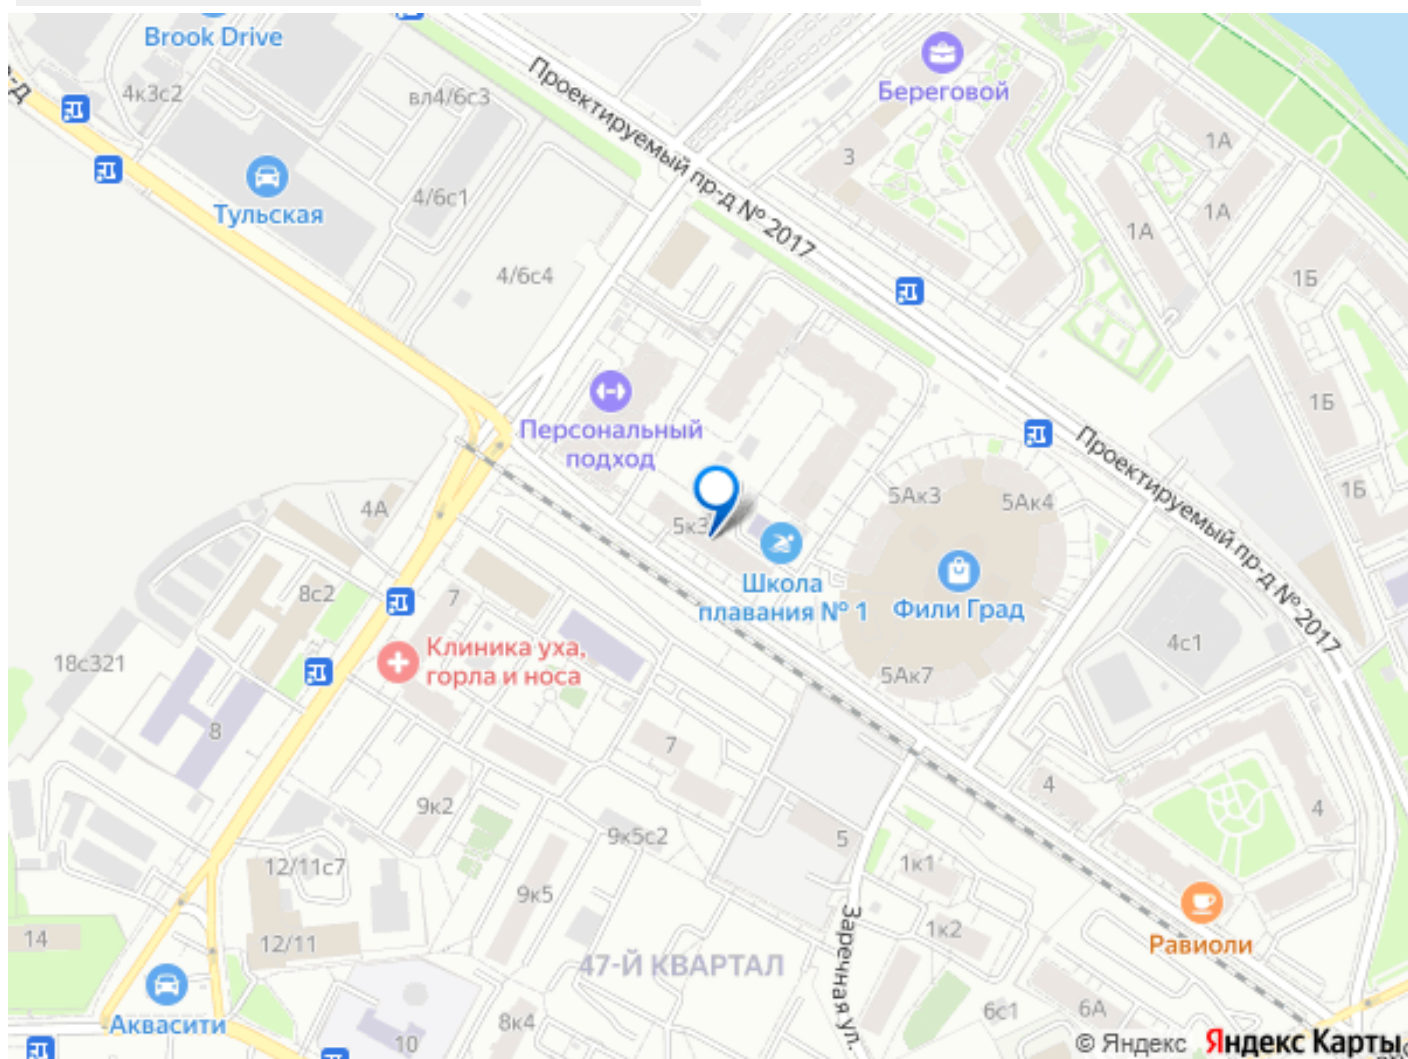 Brook Drive
р-д
4к3с2
вл4/6с3
Проектируемый пр-д № 2017
Береговой
3
1А
1А
1А
4/6с1
Тульская
4/6с4
1Б
1Б
1Б
Персональный
подход
5к3
Школа
плавания № 1
5Ак3
5Ак4
Фили Град
5Ак7
Проектируемый пр-д № 2017
4с1
4А
8с2
7
Клиника уха,
горла и носа
18с321
8
7
4
4
9к2
9к5с2
5
1к1
12/11с7
9к5
Заречная ул.
1к2
Равиоли
14
12/11
47-Й КВАРТАЛ
Аквасити
8к4
10
6с1
6А
© Яндекс Яндекс Карты